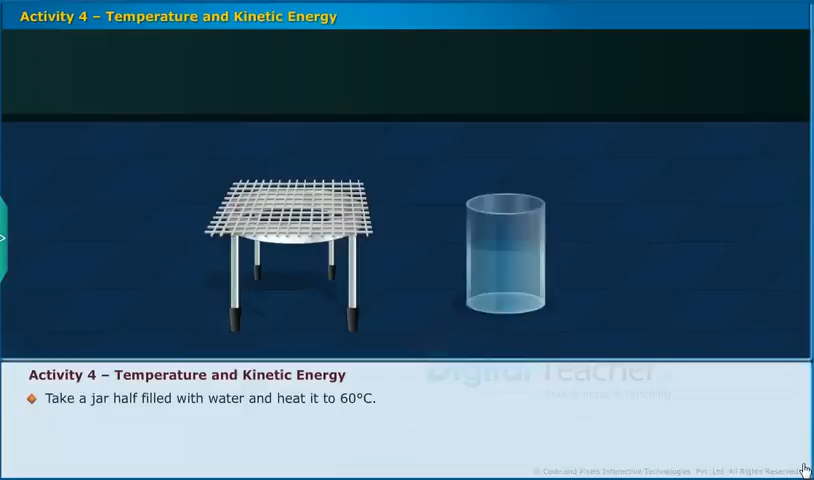 Activity 4 – Temperature and Kinetic Energy
Activity 4 – Temperature and Kinetic Energy
Digital Teacher
Take a jar half filled with water and heat it to 60°C.
© Code and Pixels Interactive Technologies Pvt. Ltd. All Rights Reserved